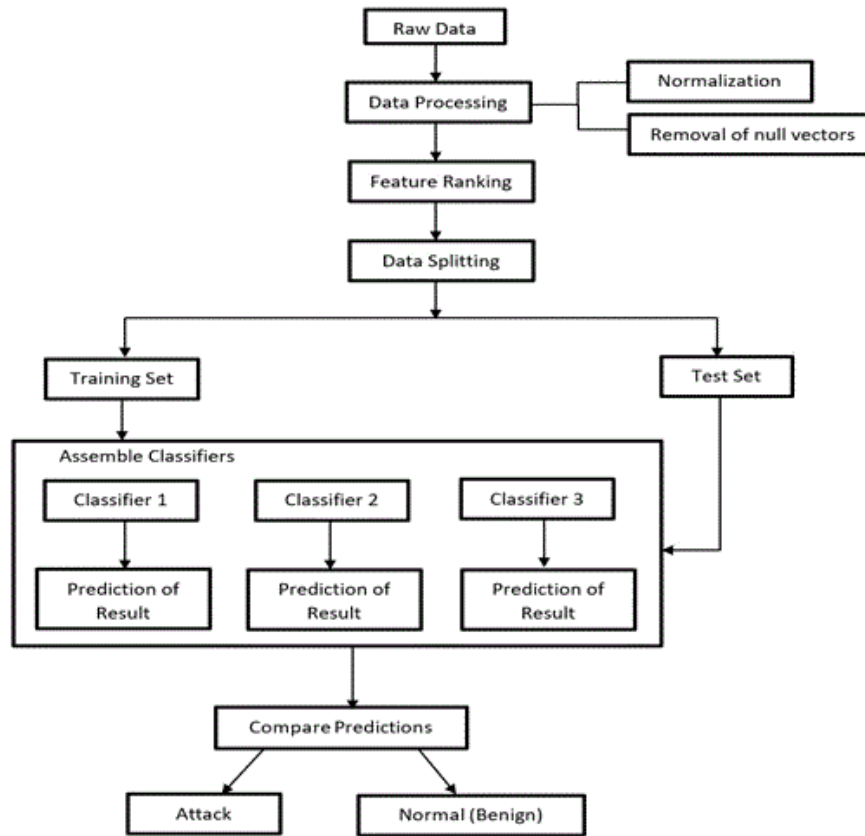 Raw Data
Data Processing
Normalization
Removal of null vectors
Feature Ranking
Data Splitting
Training Set
Test Set
Assemble Classifiers
Classifier 1
Classifier 2
Classifier 3
Prediction of
Result
Prediction of
Result
Prediction of
Result
Compare Predictions
Attack
Normal (Benign)